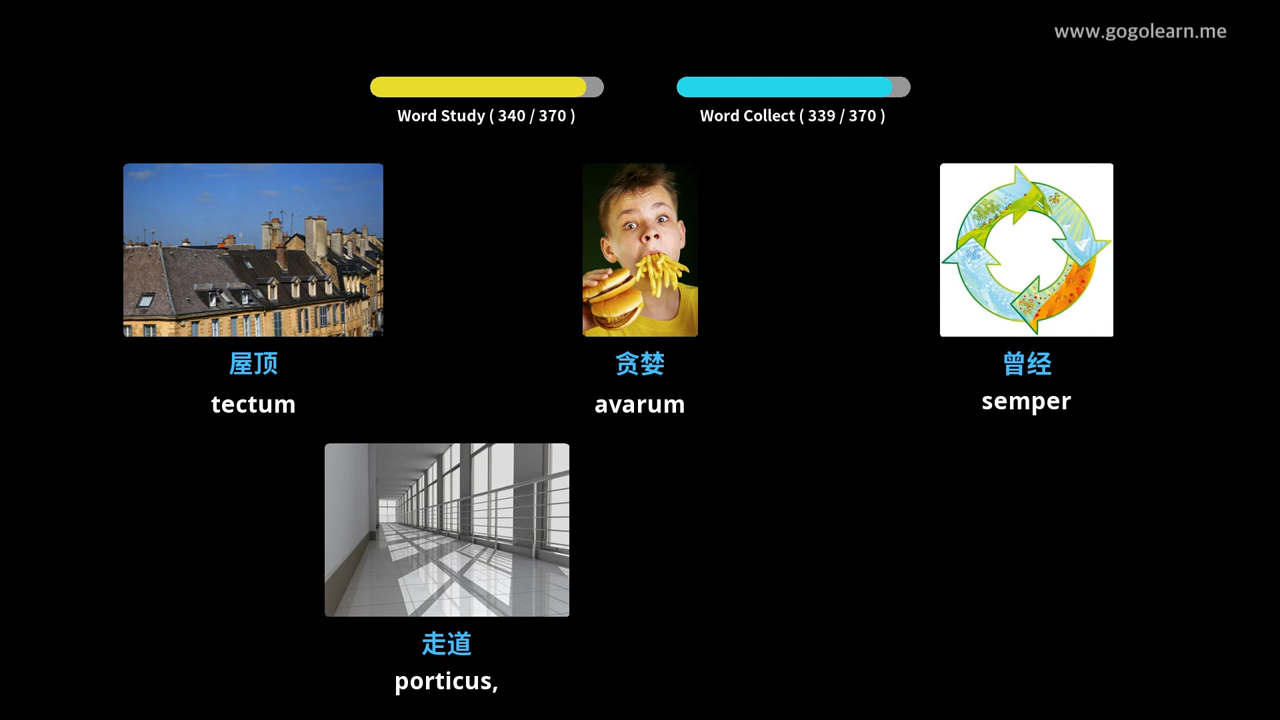 www.gogolearn.me
Word Study ( 340 / 370 )
Word Collect ( 339 / 370 )
屋顶
tectum
贪婪
avarum
曾经
semper
走道
porticus,